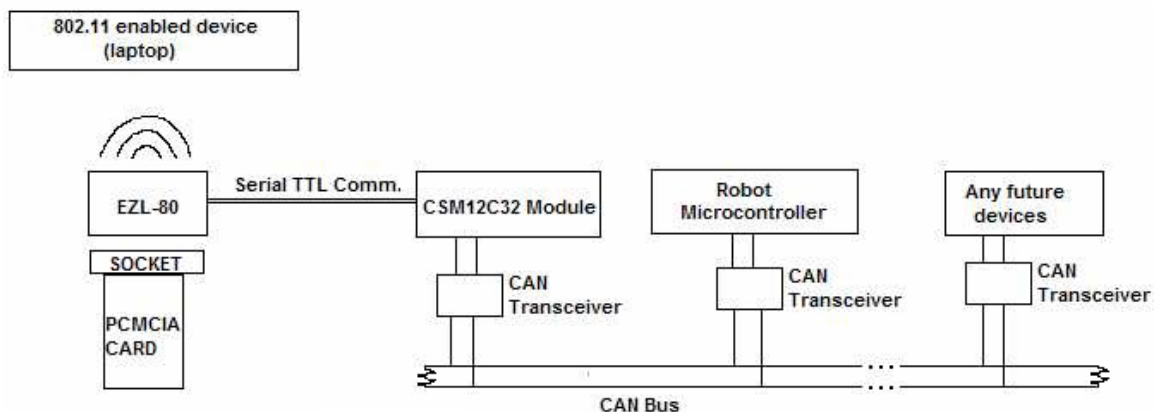 802.11 enabled device
(laptop)
EZL-80
Serial TTL Comm.
CSM12C32 Module
Robot
Microcontroller
Any future
devices
SOCKET
PCMCIA
CARD
CAN
Transceiver
CAN
Transceiver
CAN
Transceiver
CAN Bus